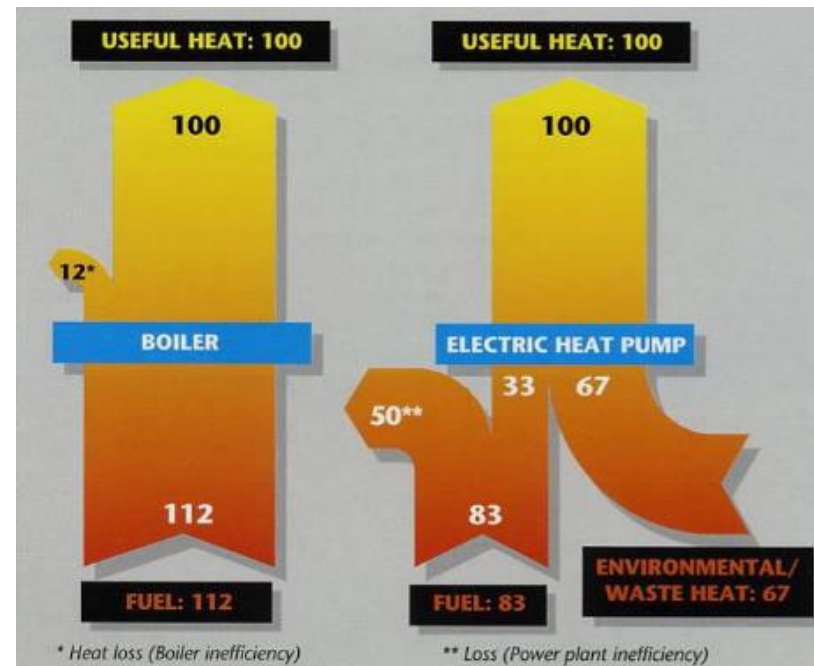 USEFUL HEAT: 100
100
12*
BOILER
112
FUEL: 112
* Heat loss (Boiler inefficiency)
USEFUL HEAT: 100
100
ELECTRIC HEAT PUMP
33 67
50**
83
FUEL: 83
ENVIRONMENTAL/
WASTE HEAT: 67
** Loss (Power plant inefficiency)